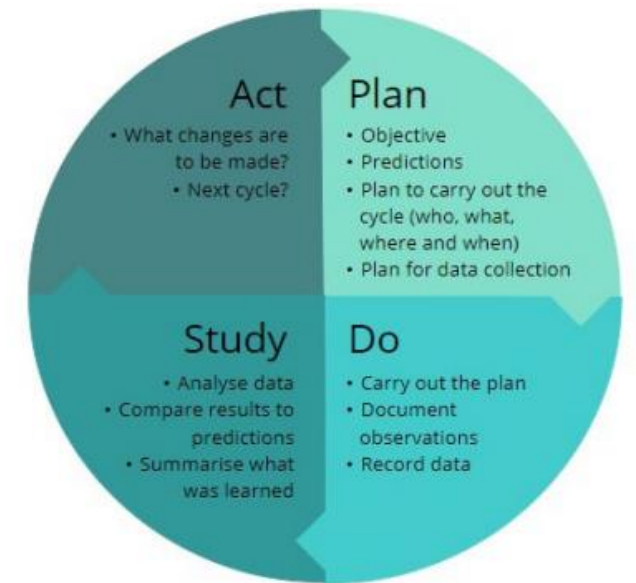 Act
• What changes are
to be made?
• Next cycle?
Plan
• Objective
• Predictions
• Plan to carry out the
cycle (who, what,
where and when)
• Plan for data collection
Study
• Analyse data
• Compare results to
predictions
• Summarise what
was learned
Do
• Carry out the plan
• Document
observations
• Record data